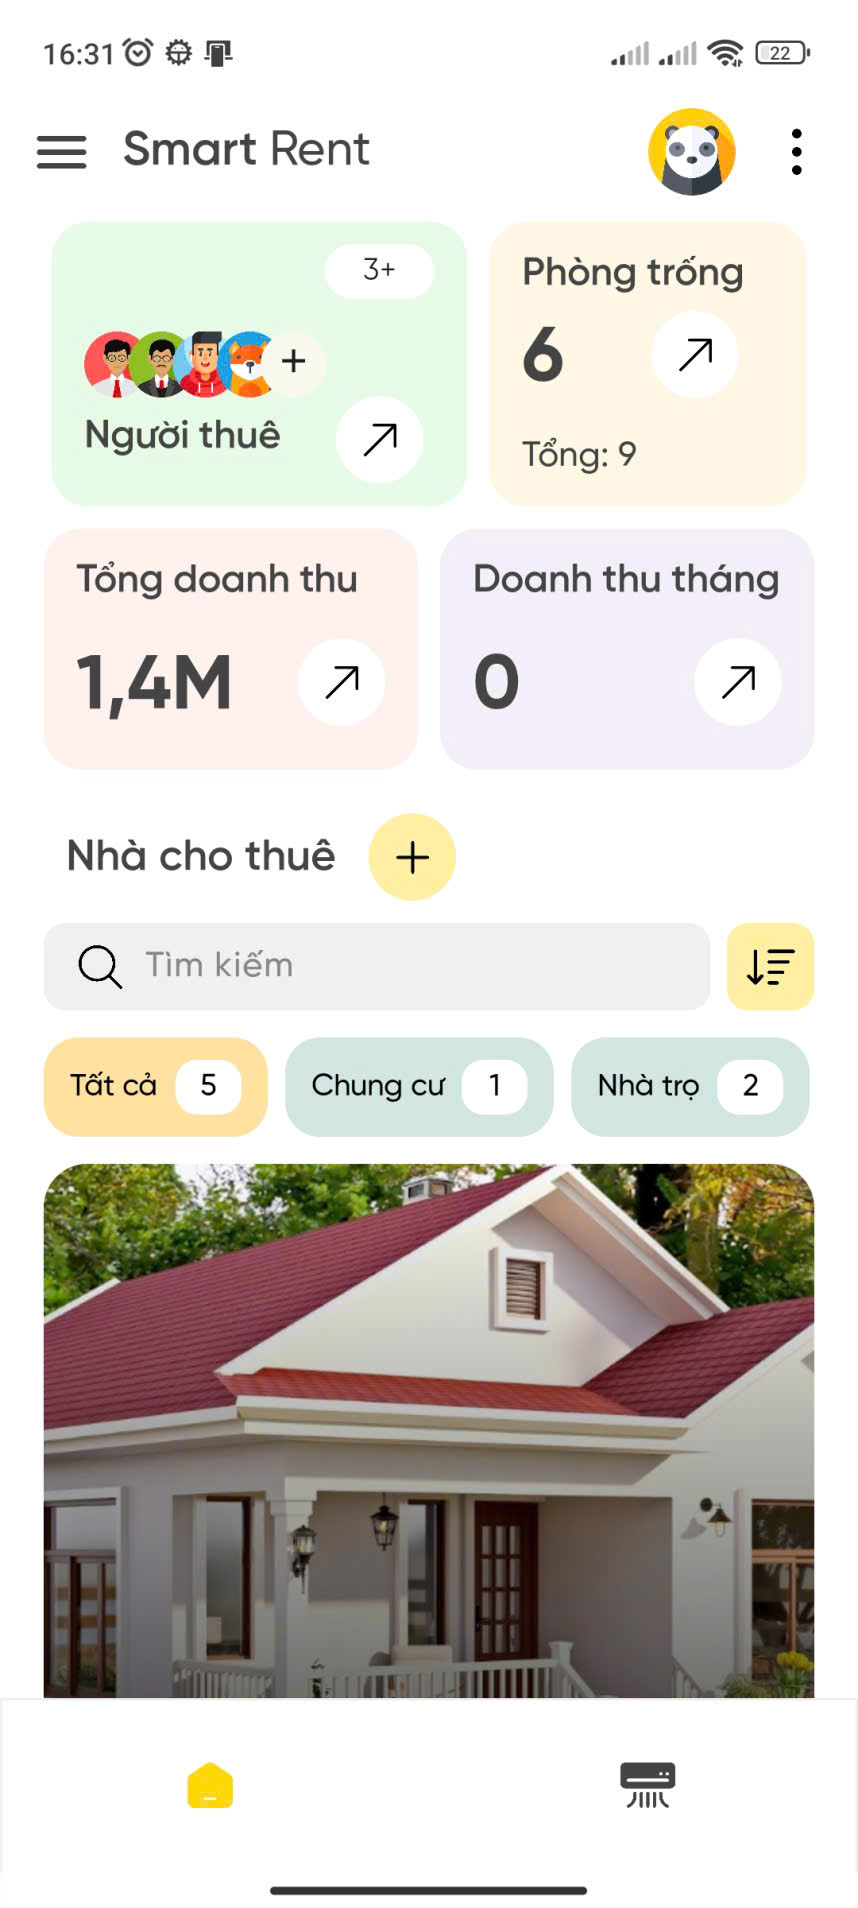 16:31
22
Smart Rent
3+
Người thuê
Phòng trống
6
Tổng: 9
Tổng doanh thu
1,4M
Doanh thu tháng
0
Nhà cho thuê
Tìm kiếm
Tất cả 5
Chung cư 1
Nhà trọ 2